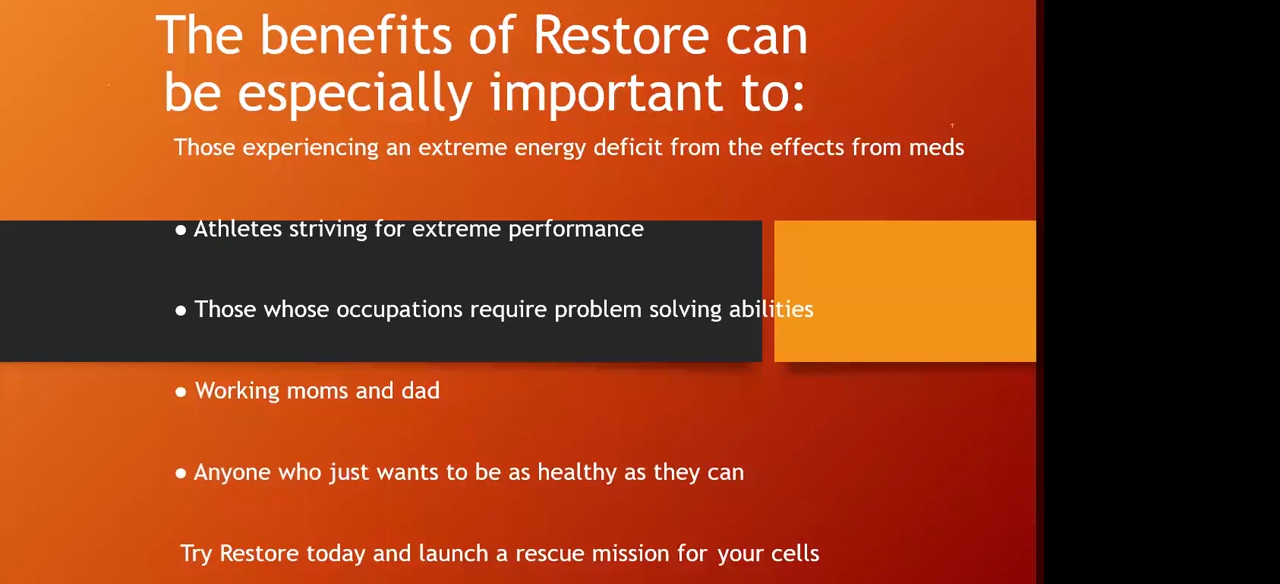 The benefits of Restore can
be especially important to:
Those experiencing an extreme energy deficit from the effects from meds
● Athletes striving for extreme performance
● Those whose occupations require problem solving abilities
● Working moms and dad
● Anyone who just wants to be as healthy as they can
Try Restore today and launch a rescue mission for your cells